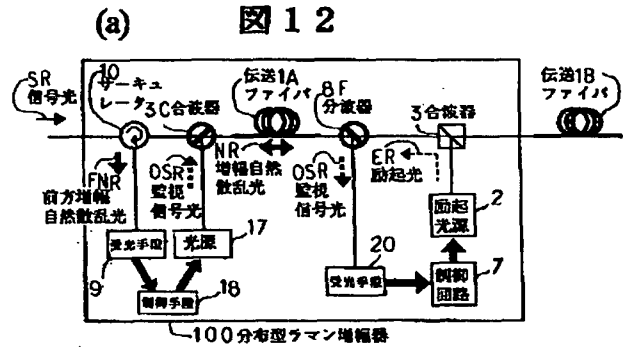 (a) 図12
SR
信号光
10
サーキュ
レータ
3C合波器
伝送1A
ファイバ
8F
分波器
3合波器
伝送1B
ファイバ
FNR
前方増幅
自然散乱光
OSR
監視
信号光
NR
増幅自然
散乱光
OSR
監視
信号光
ER
励起光
励起
光源
2
受光手段
9
光源
17
制御手段
18
受光手段
20
制御
回路
7
100分布型ラマン増幅器